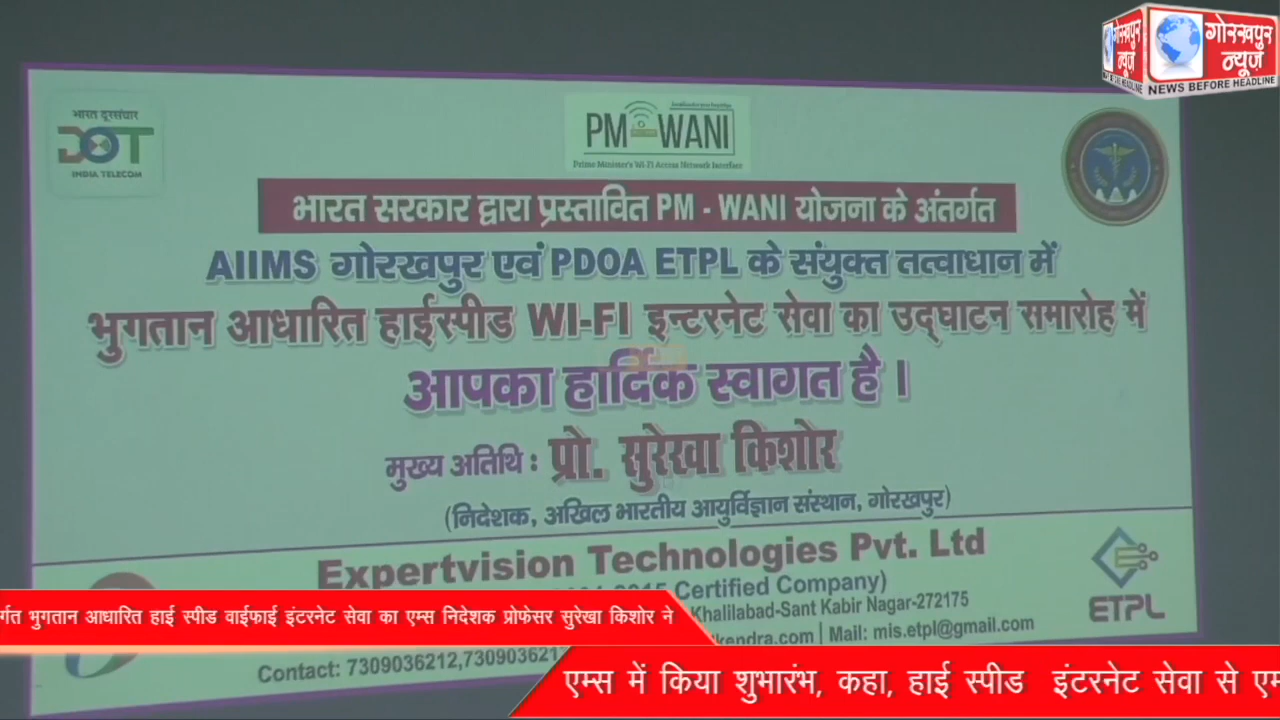 गोरखपुर
न्यूज़
NEWS BEFORE HEADLINE
भारत दूरसंचार
DOT
INDIA TELECOM
PM WANI
Prime Minister's Wi-Fi Access Network Interface
भारत सरकार द्वारा प्रस्तावित PM - WANI योजना के अंतर्गत
AIIMS गोरखपुर एवं PDOA ETPL के संयुक्त तत्वाधान में
भुगतान आधारित हाईस्पीड WI-FI इन्टरनेट सेवा का उद्घाटन समारोह में
आपका हार्दिक स्वागत है ।
मुख्य अतिथि : प्रो. सुरेखा किशोर
(निदेशक, अखिल भारतीय आयुर्विज्ञान संस्थान, गोरखपुर)
Expertvision Technologies Pvt. Ltd
Certified Company)
Khalilabad-Sant Kabir Nagar-272175
kendra.com | Mail: mis.etpl@gmail.com
Contact: 7309036212,730903621
ETPL
र्गत भुगतान आधारित हाई स्पीड वाईफाई इंटरनेट सेवा का एम्स निदेशक प्रोफेसर सुरेखा किशोर ने
एम्स में किया शुभारंभ, कहा, हाई स्पीड इंटरनेट सेवा से एम